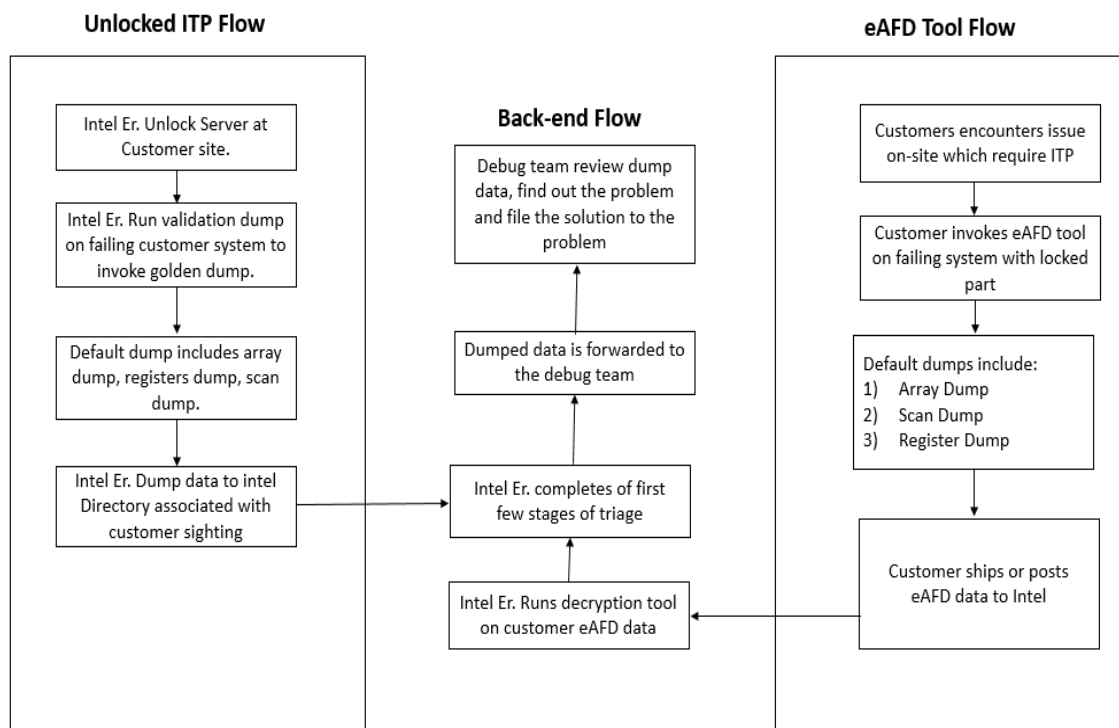 Unlocked ITP Flow
Intel Er. Unlock Server at
Customer site.
Intel Er. Run validation dump
on failing customer system to
invoke golden dump.
Default dump includes array
dump, registers dump, scan
dump.
Intel Er. Dump data to intel
Directory associated with
customer sighting
Back-end Flow
Debug team review dump
data, find out the problem
and file the solution to the
problem
Dumped data is forwarded to
the debug team
Intel Er. completes of first
few stages of triage
Intel Er. Runs decryption tool
on customer eAFD data
eAFD Tool Flow
Customers encounters issue
on-site which require ITP
Customer invokes eAFD tool
on failing system with locked
part
Default dumps include:
1) Array Dump
2) Scan Dump
3) Register Dump
Customer ships or posts
eAFD data to Intel